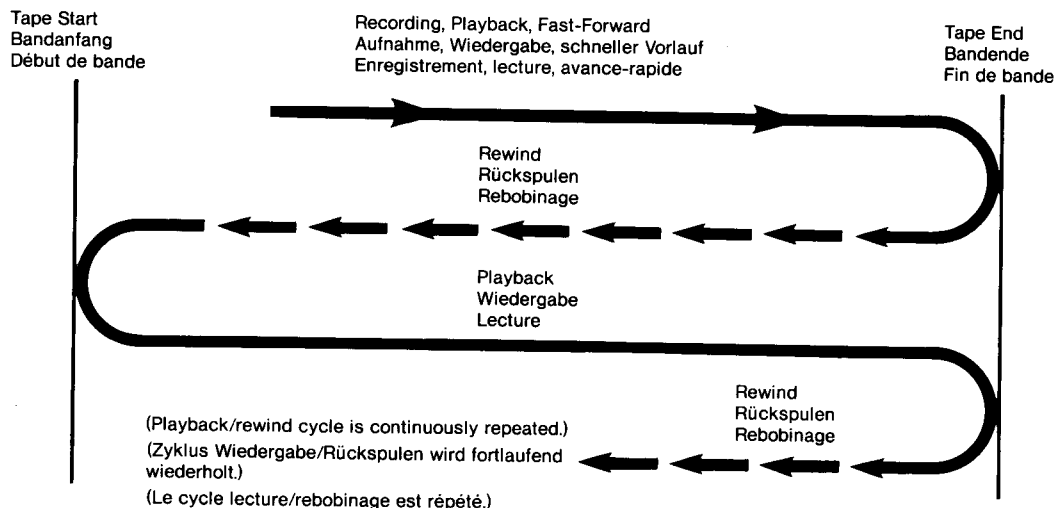 Tape Start
Bandanfang
Début de bande
Recording, Playback, Fast-Forward
Aufnahme, Wiedergabe, schneller Vorlauf
Enregistrement, lecture, avance-rapide
Tape End
Bandende
Fin de bande
Rewind
Rückspulen
Rebobinage
Playback
Wiedergabe
Lecture
Rewind
Rückspulen
Rebobinage
(Playback/rewind cycle is continuously repeated.)
(Zyklus Wiedergabe/Rückspulen wird fortlaufend
wiederholt.)
(Le cycle lecture/rebobinage est répété.)